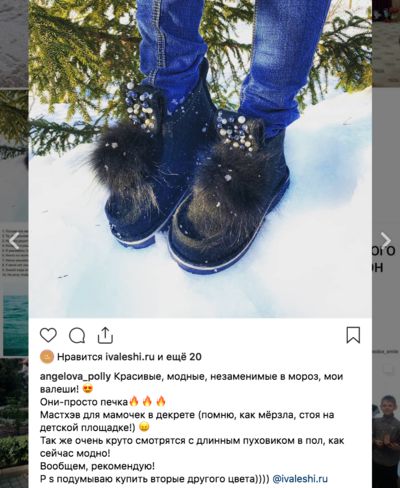 ого
он
Нравится ivaleshi.ru и ещё 20
angelova_polly Красивые, модные, незаменимые в мороз, мои
валеши! 😍
Они-просто печка🔥🔥🔥
Мастхэв для мамочек в декрете (помню, как мёрзла, стоя на
детской площадке!) 😄
Так же очень круто смотрятся с длинным пуховиком в пол, как
сейчас модно!
Вообщем, рекомендую!
P s подумываю купить вторые другого цвета)))) @ivaleshi.ru